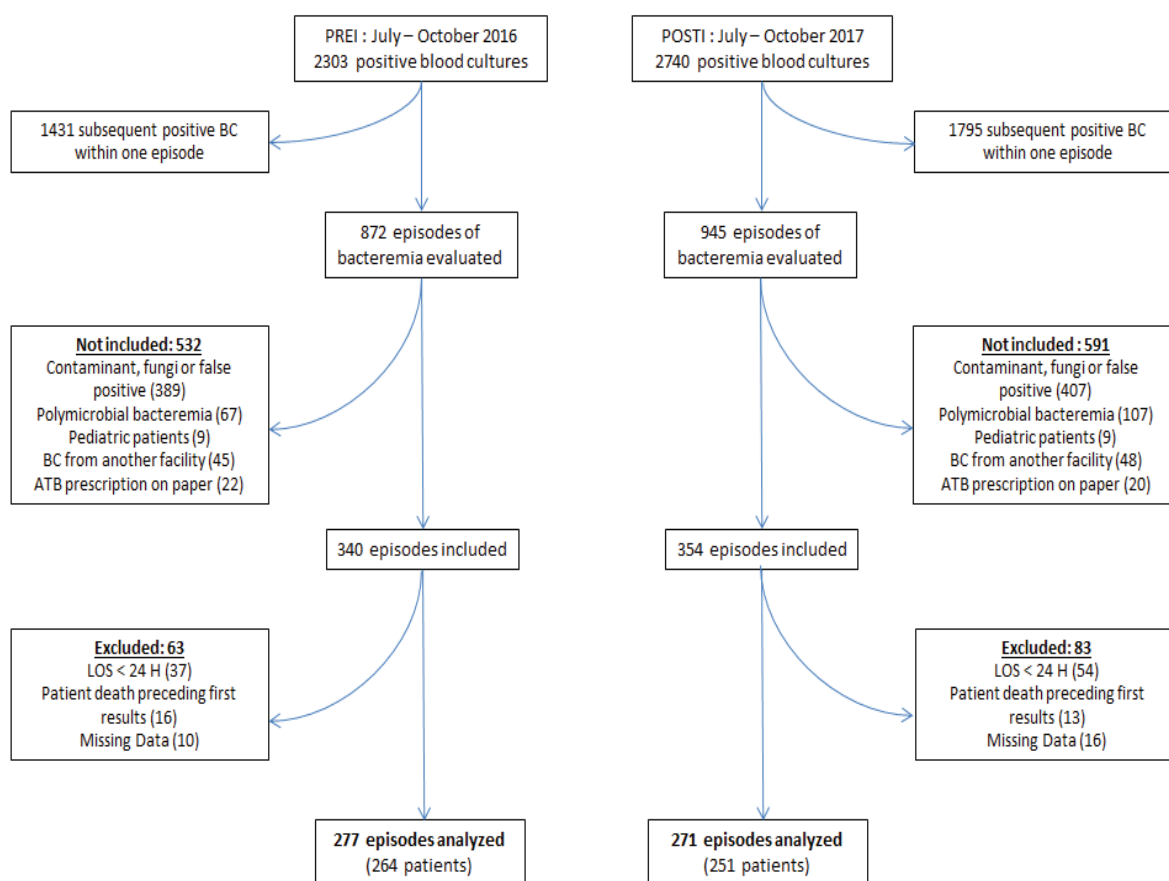 PREI : July – October 2016
2303 positive blood cultures
POSTI : July – October 2017
2740 positive blood cultures
1431 subsequent positive BC
within one episode
1795 subsequent positive BC
within one episode
872 episodes of
bacteremia evaluated
945 episodes of
bacteremia evaluated
Not included: 532
Contaminant, fungi or false
positive (389)
Polymicrobial bacteremia (67)
Pediatric patients (9)
BC from another facility (45)
ATB prescription on paper (22)
Not included : 591
Contaminant, fungi or false
positive (407)
Polymicrobial bacteremia (107)
Pediatric patients (9)
BC from another facility (48)
ATB prescription on paper (20)
340 episodes included
354 episodes included
Excluded: 63
LOS < 24 H (37)
Patient death preceding first
results (16)
Missing Data (10)
Excluded: 83
LOS < 24 H (54)
Patient death preceding first
results (13)
Missing Data (16)
277 episodes analyzed
(264 patients)
271 episodes analyzed
(251 patients)